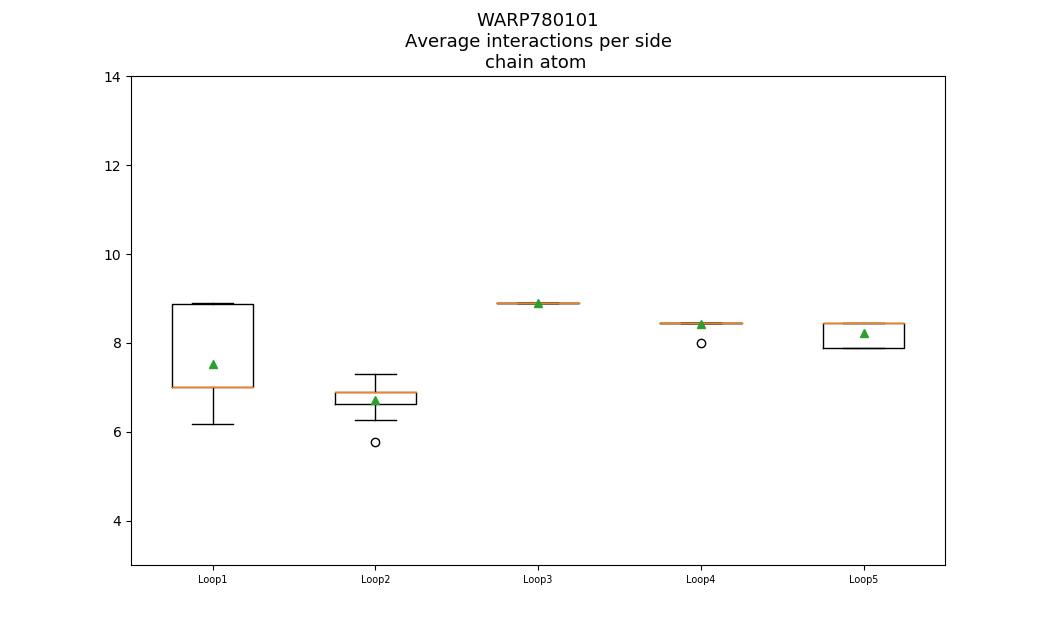 WARP780101
Average interactions per side
chain atom
14
12
10
8
6
4
Loop1
Loop2
Loop3
Loop4
Loop5